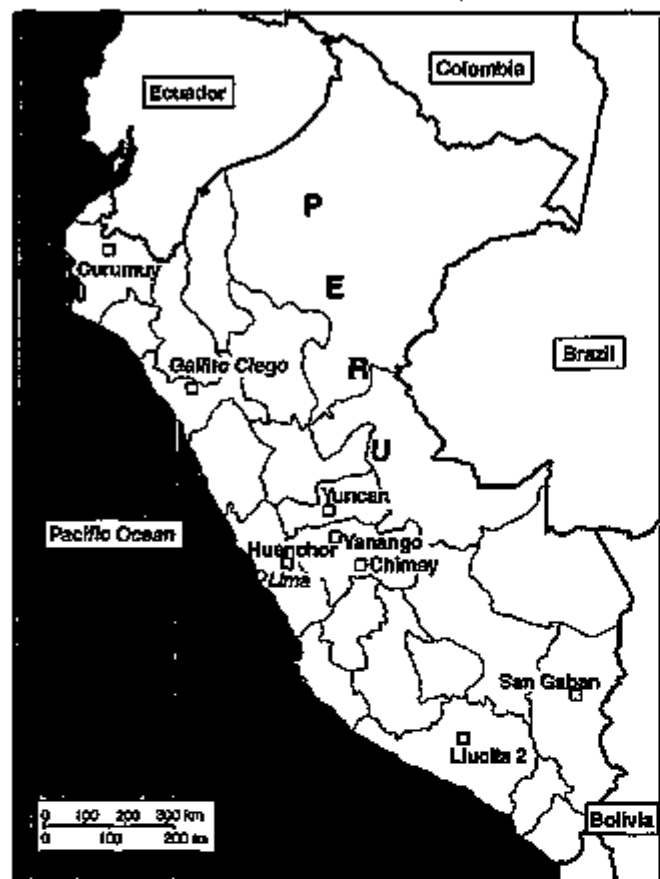 Colombia
Ecuador
P
Curumuy
E
Brazil
Gallito Ciego
R
U
Yuncan
Pacific Ocean
Yanango
Huanchor
Chimay
Lima
San Gaban
Llucita 2
0 100 200 300 km
Bolivia
0 100 200